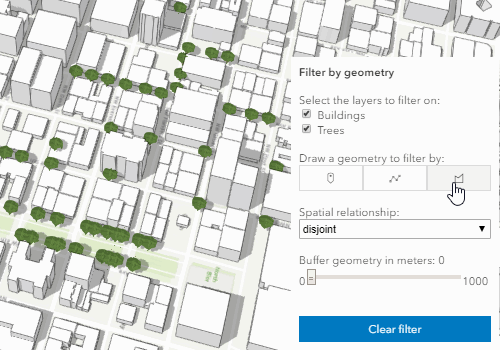 Filter by geometry
Select the layers to filter on:
Buildings
Trees
Draw a geometry to filter by:
Spatial relationship:
disjoint
Buffer geometry in meters: 0
0
1000
Clear filter